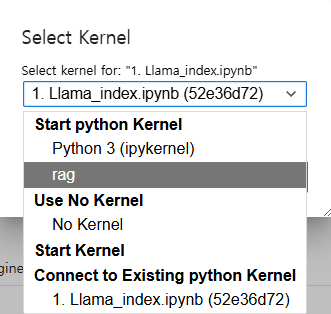 Select Kernel
Select kernel for: "1. Llama_index.ipynb"
1. Llama_index.ipynb (52e36d72)
Start python Kernel
Python 3 (ipykernel)
rag
Use No Kernel
No Kernel
Start Kernel
gine
Connect to Existing python Kernel
1. Llama_index.ipynb (52e36d72)